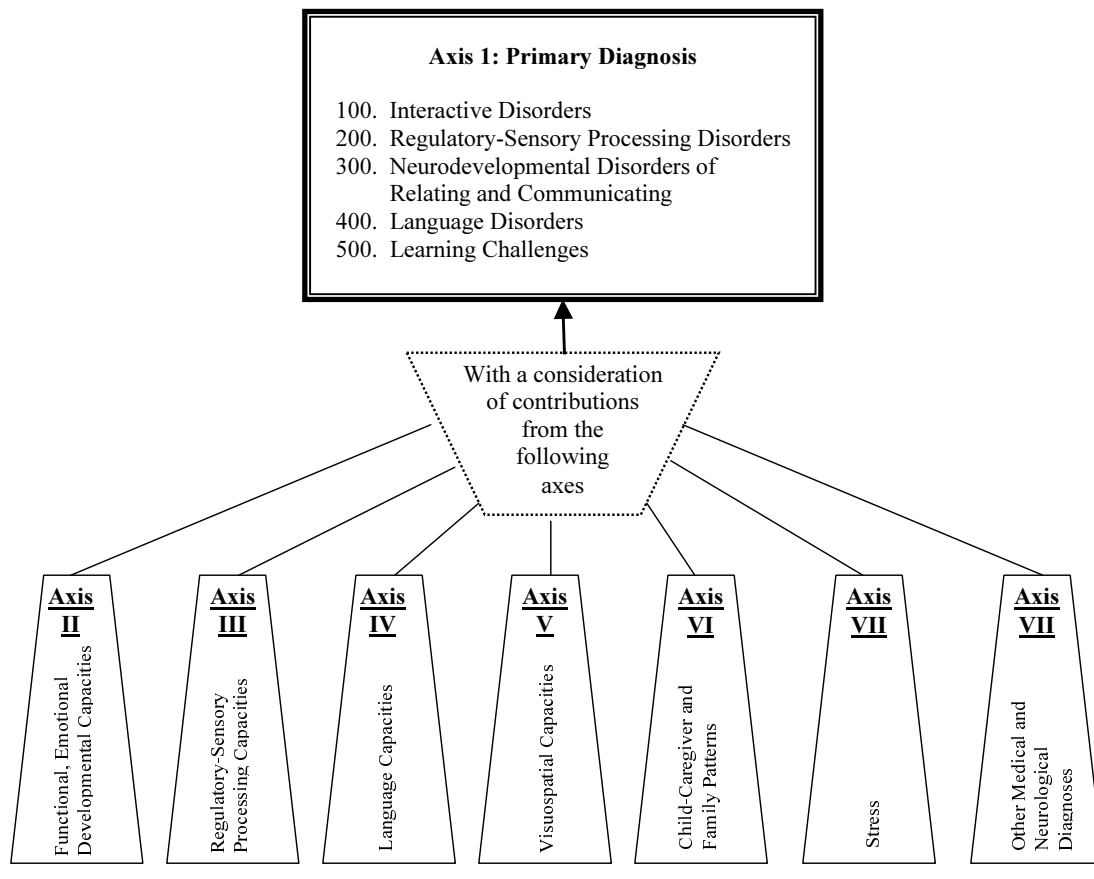 Axis 1: Primary Diagnosis
100. Interactive Disorders
200. Regulatory-Sensory Processing Disorders
300. Neurodevelopmental Disorders of
Relating and Communicating
400. Language Disorders
500. Learning Challenges
With a consideration
of contributions
from the
following
axes
Axis
II
Functional, Emotional
Developmental Capacities
Axis
III
Regulatory-Sensory
Processing Capacities
Axis
IV
Language Capacities
Axis
V
Visuospatial Capacities
Axis
VI
Child-Caregiver and
Family Patterns
Axis
VII
Stress
Axis
VII
Other Medical and
Neurological
Diagnoses